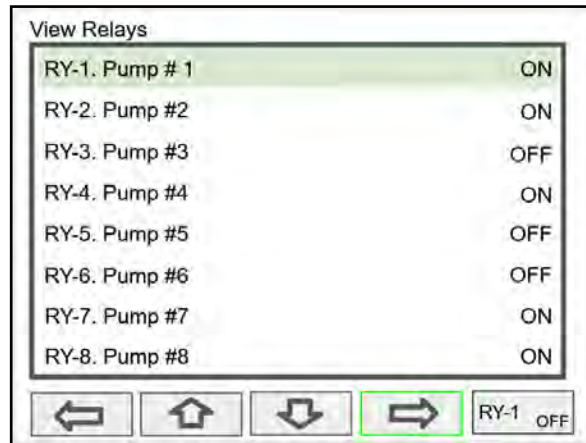 View Relays
RY-1. Pump # 1 ON
RY-2. Pump #2 ON
RY-3. Pump #3 OFF
RY-4. Pump #4 ON
RY-5. Pump #5 OFF
RY-6. Pump #6 OFF
RY-7. Pump #7 ON
RY-8. Pump #8 ON
RY-1 OFF